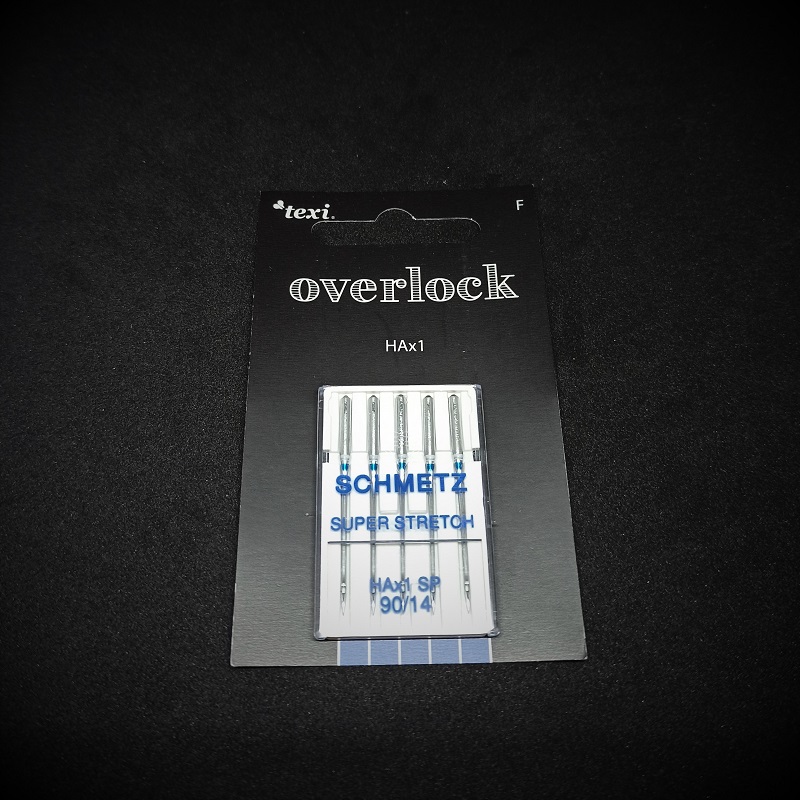 texi.
F
overlock
HAx1
SCHMETZ
SUPER STRETCH
HAx1 SP
90/14